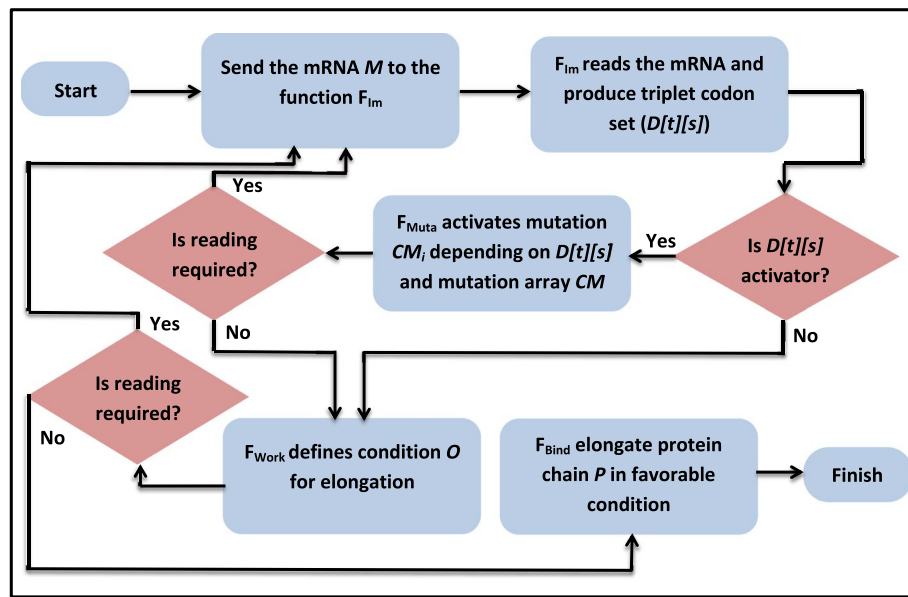 Start
Send the mRNA M to the
function FIm
FIm reads the mRNA and
produce triplet codon
set (D[t][s])
Is D[t][s]
activator?
Yes
No
FMuta activates mutation
CMi depending on D[t][s]
and mutation array CM
Is reading
required?
Yes
No
FWork defines condition O
for elongation
Is reading
required?
Yes
No
FBind elongate protein
chain P in favorable
condition
Finish